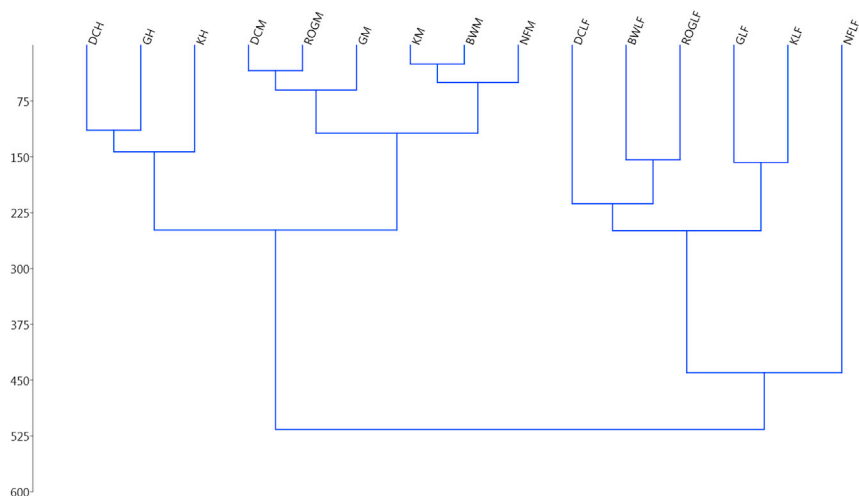 DCH
GH
KH
DCM
ROGM
GM
KM
BWM
NFM
DCLF
BWLF
ROGLF
GLF
KLF
NFLF
75
150
225
300
375
450
525
600